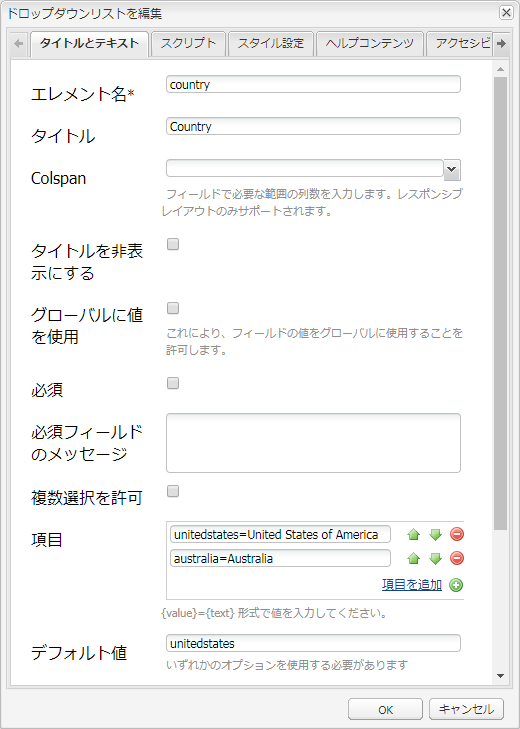 ドロップダウンリストを編集
タイトルとテキスト
スクリプト
スタイル設定
ヘルプコンテンツ
アクセシビ
エレメント名*
country
タイトル
Country
Colspan
フィールドで必要な範囲の列数を入力します。レスポンシブ
レイアウトのみサポートされます。
タイトルを非表
示にする
グローバルに値
を使用
これにより、フィールドの値をグローバルに使用することを
許可します。
必須
必須フィールド
のメッセージ
複数選択を許可
項目
unitedstates=United States of America
australia=Australia
項目を追加
{value}={text} 形式で値を入力してください。
デフォルト値
unitedstates
いずれかのオプションを使用する必要があります
OK
キャンセル